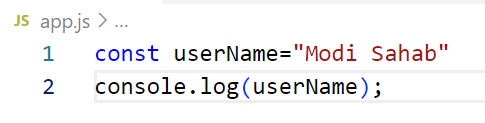 JS app.js > ...
1 const userName="Modi Sahab"
2 console.log(userName);